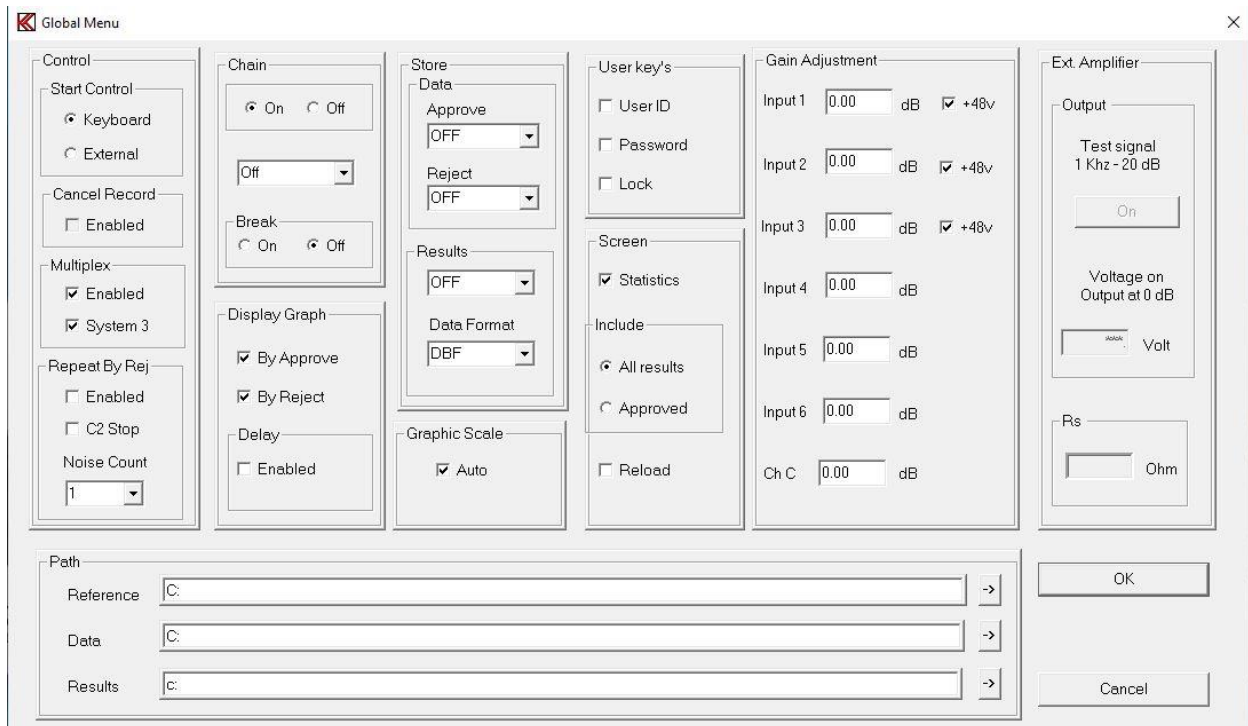 Global Menu
Control
Start Control
Keyboard
External
Cancel Record
Enabled
Multiplex
Enabled
System 3
Repeat By Rej
Enabled
C2 Stop
Noise Count
1
Chain
On Off
Off
Break
On Off
Display Graph
By Approve
By Reject
Delay
Enabled
Store
Data
Approve
OFF
Reject
OFF
Results
OFF
Data Format
DBF
Graphic Scale
Auto
User key's
User ID
Password
Lock
Screen
Statistics
Include
All results
Approved
Reload
Gain Adjustment
Input 1 0.00 dB +48v
Input 2 0.00 dB +48v
Input 3 0.00 dB +48v
Input 4 0.00 dB
Input 5 0.00 dB
Input 6 0.00 dB
Ch C 0.00 dB
Ext. Amplifier
Output
Test signal
1 Khz - 20 dB
On
Voltage on
Output at 0 dB
Volt
Rs
Ohm
Path
Reference C: ->
Data C: ->
Results c: ->
OK
Cancel